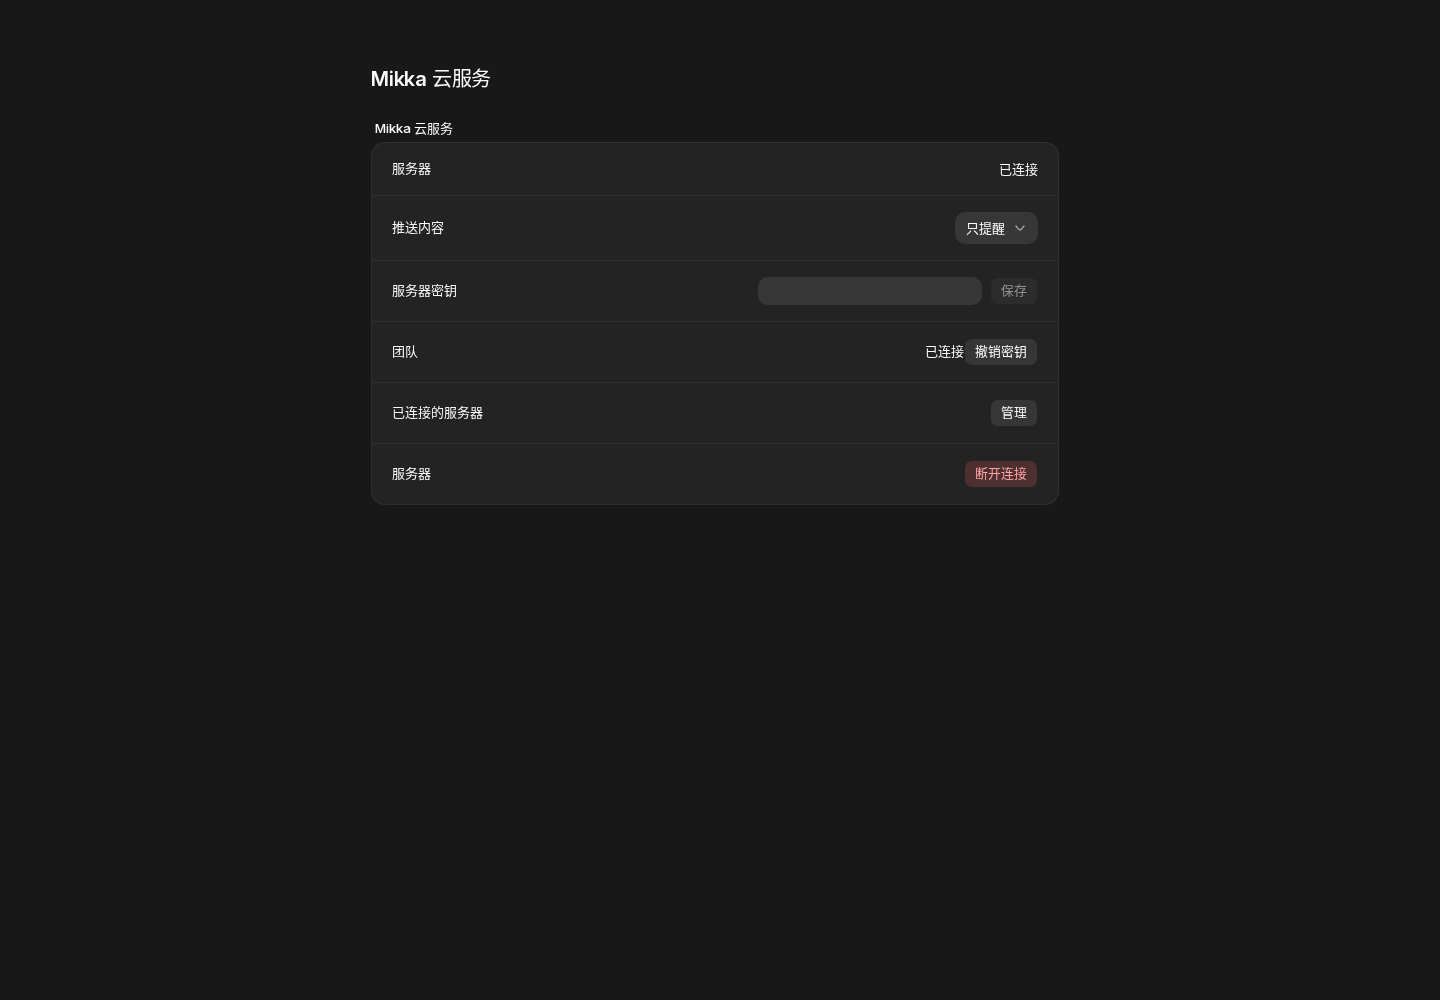 Mikka 云服务
Mikka 云服务
服务器 已连接
推送内容 只提醒
服务器密钥 保存
团队 已连接 撤销密钥
已连接的服务器 管理
服务器 断开连接